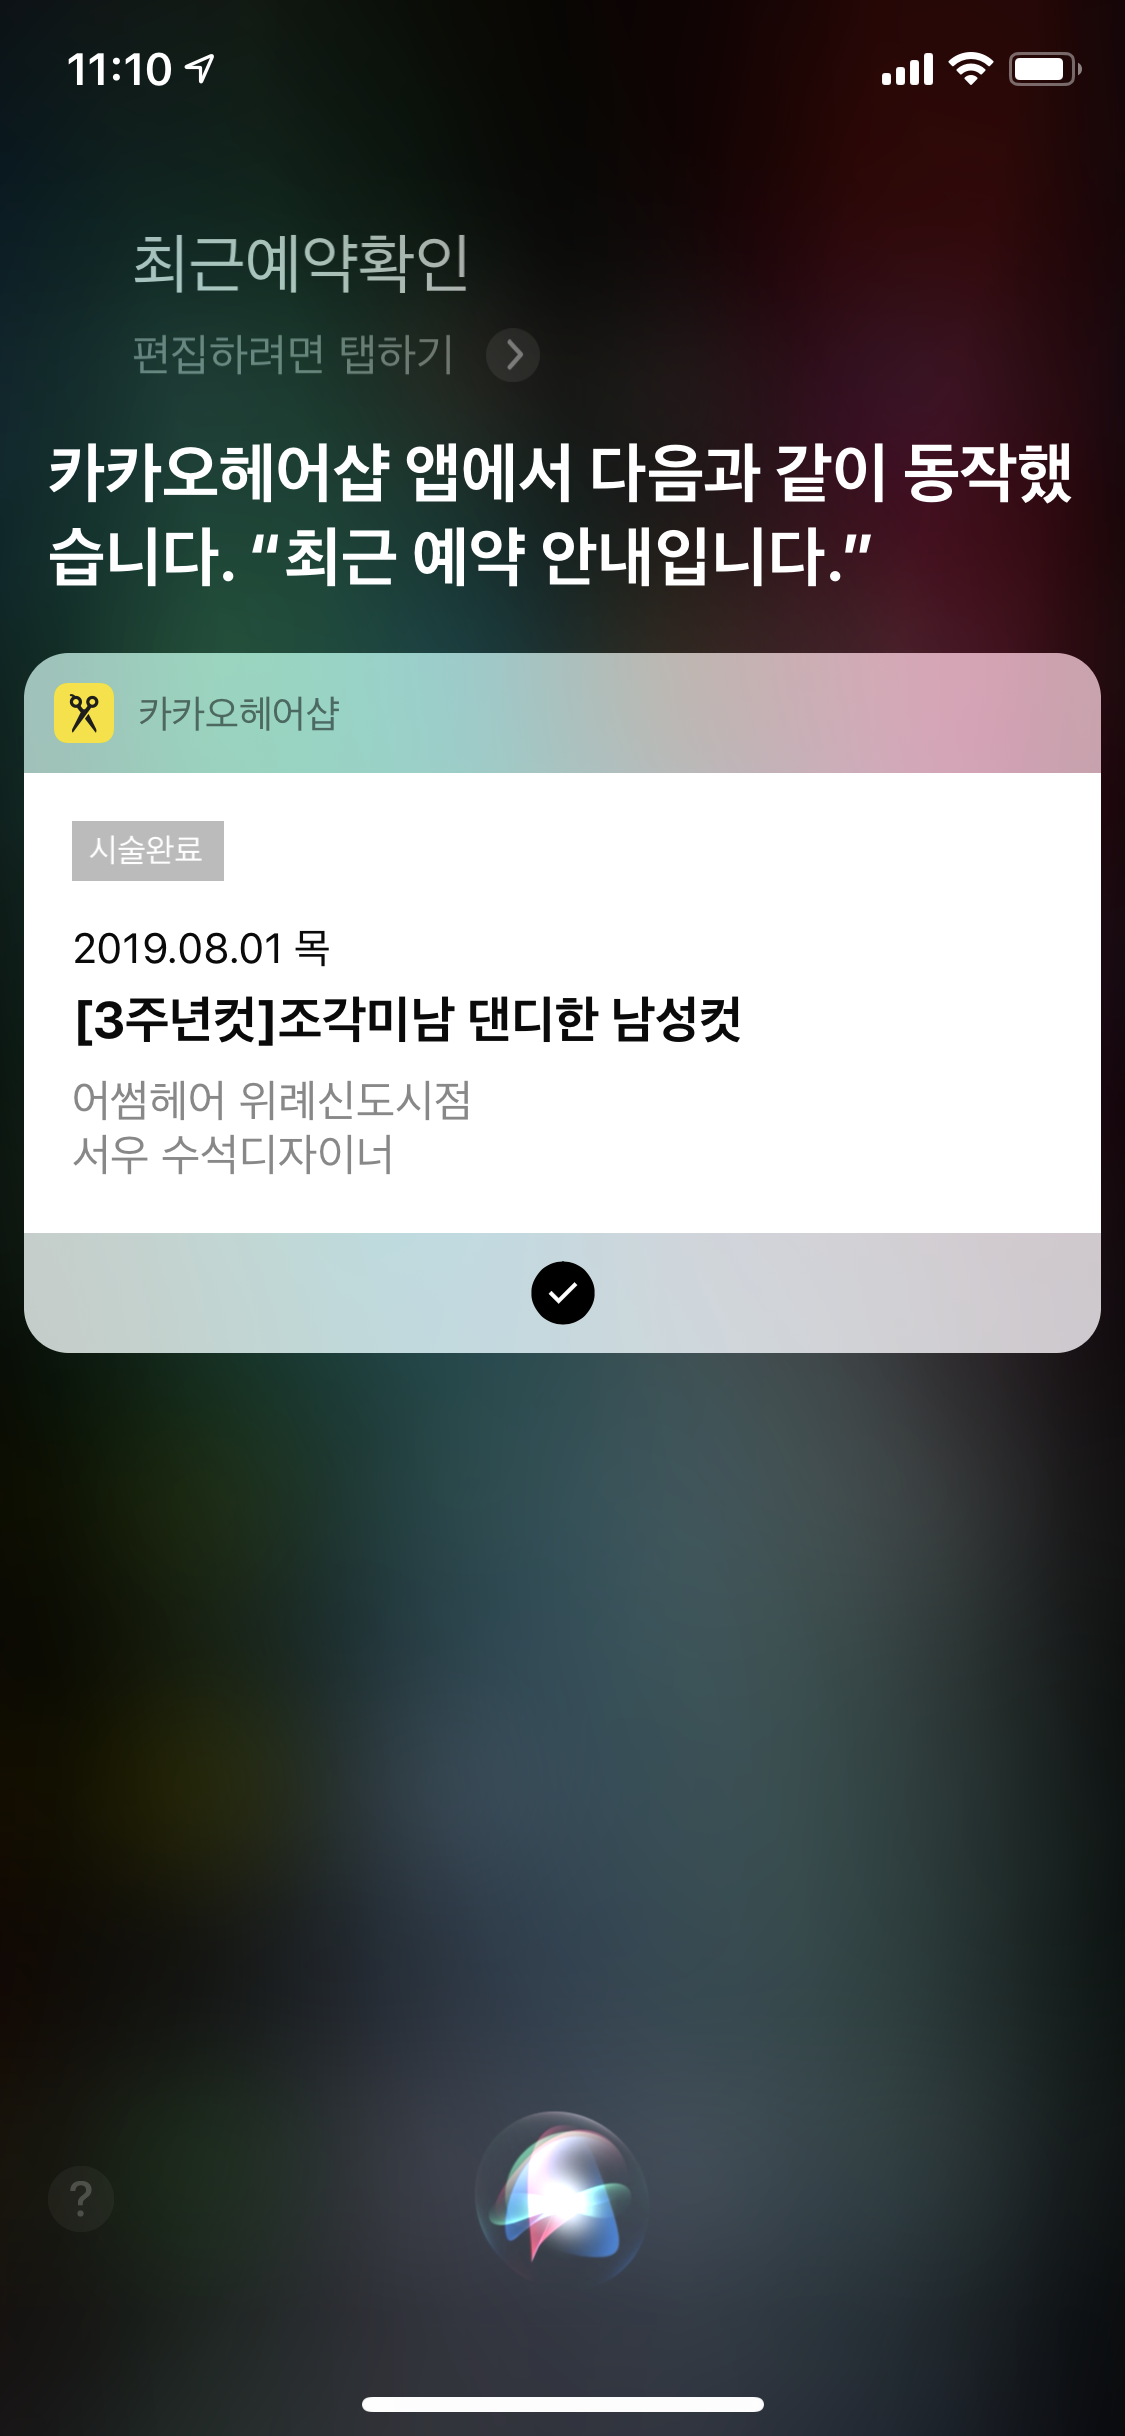 11:10
최근예약확인
편집하려면 탭하기
카카오헤어샵 앱에서 다음과 같이 동작했
습니다. “최근 예약 안내입니다.”
카카오헤어샵
시술완료
2019.08.01 목
[3주년컷]조각미남 댄디한 남성컷
어썸헤어 위례신도시점
서우 수석디자이너
?